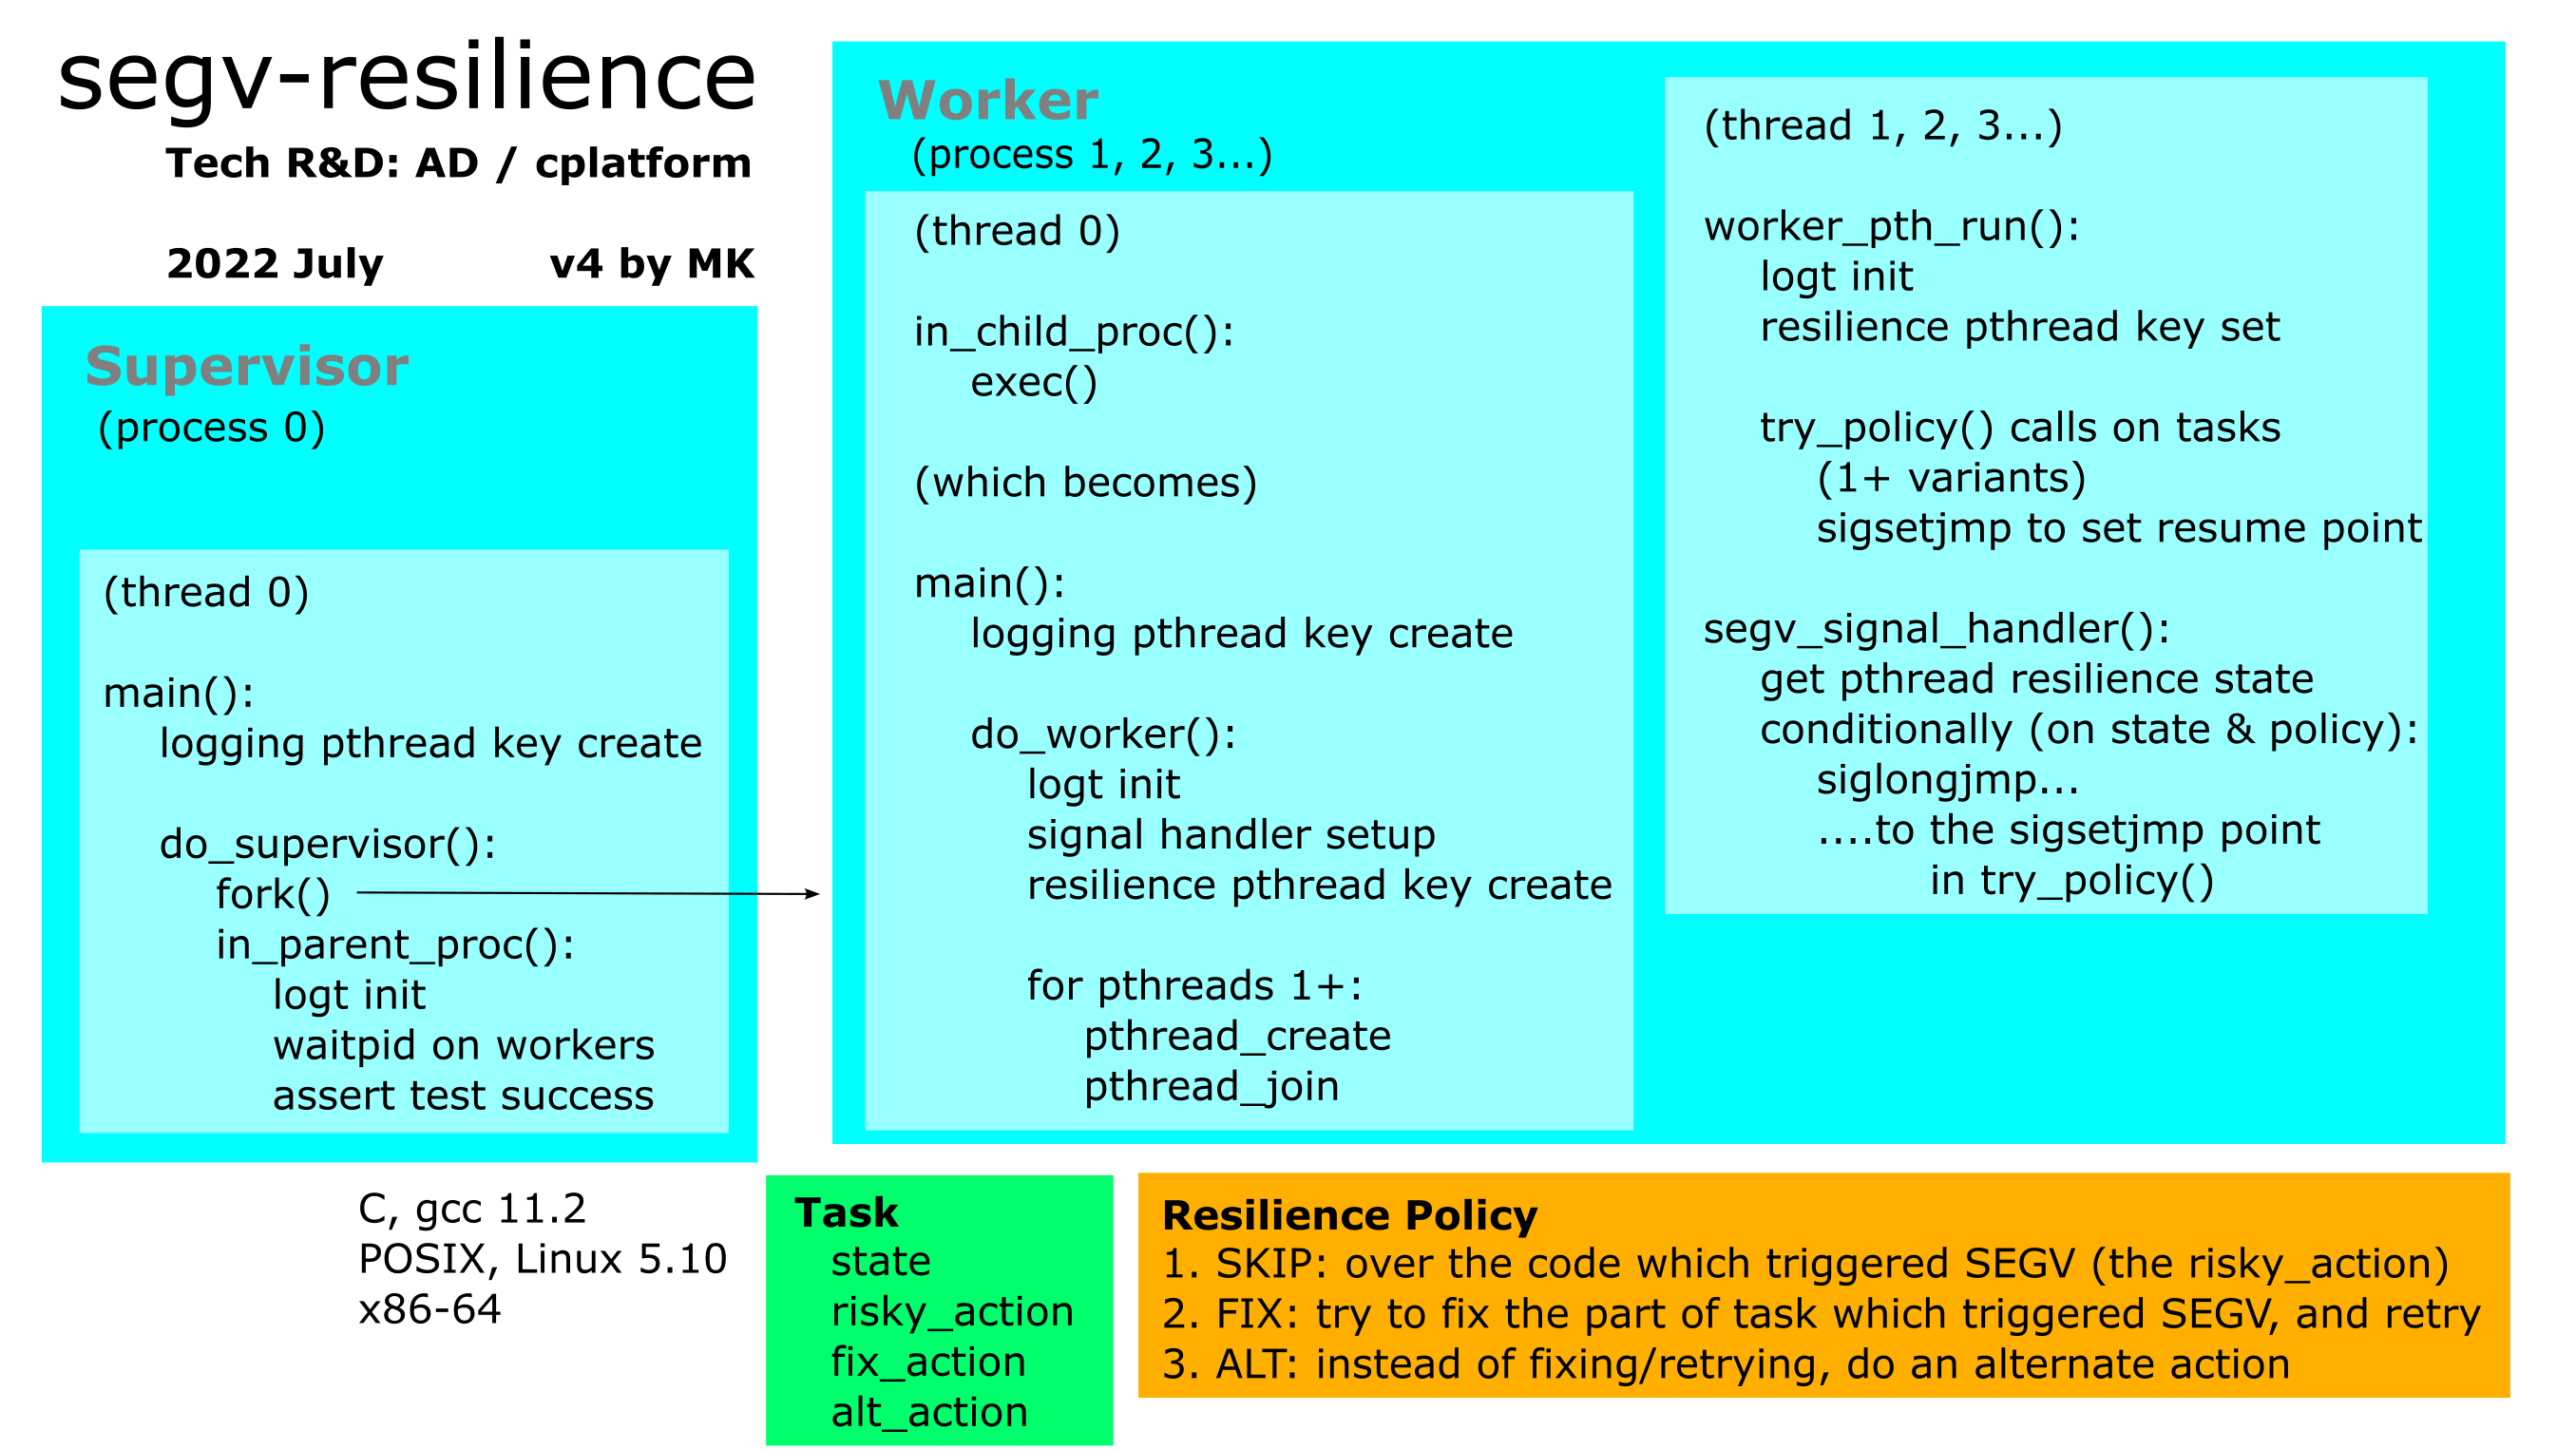 segv-resilience
Tech R&D: AD / cplatform
2022 July v4 by MK
Supervisor
(process 0)
(thread 0)
main():
logging pthread key create
do_supervisor():
fork()
in_parent_proc():
logt init
waitpid on workers
assert test success
Worker
(process 1, 2, 3...)
(thread 0)
in_child_proc():
exec()
(which becomes)
main():
logging pthread key create
do_worker():
logt init
signal handler setup
resilience pthread key create
for pthreads 1+:
pthread_create
pthread_join
(thread 1, 2, 3...)
worker_pth_run():
logt init
resilience pthread key set
try_policy() calls on tasks
(1+ variants)
sigsetjmp to set resume point
segv_signal_handler():
get pthread resilience state
conditionally (on state & policy):
siglongjmp...
....to the sigsetjmp point
in try_policy()
C, gcc 11.2
POSIX, Linux 5.10
x86-64
Task
state
risky_action
fix_action
alt_action
Resilience Policy
1. SKIP: over the code which triggered SEGV (the risky_action)
2. FIX: try to fix the part of task which triggered SEGV, and retry
3. ALT: instead of fixing/retrying, do an alternate action